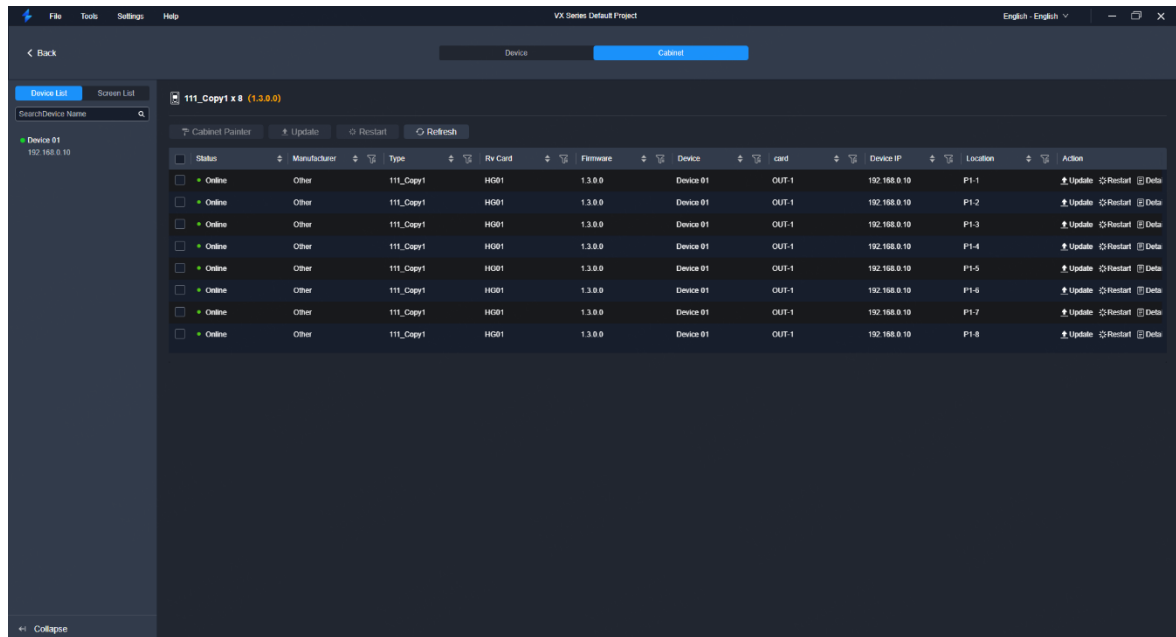 File Tools Settings Help VX Series Default Project English - English
Back Device Cabinet
Device List Screen List
SearchDevice Name
Device 01
192.168.0.10
111_Copy1 x 8 (1.3.0.0)
Cabinet Painter Update Restart Refresh
Status Manufacturer Type Rv Card Firmware Device card Device IP Location Action
Online Other 111_Copy1 HG01 1.3.0.0 Device 01 OUT-1 192.168.0.10 P1-1 Update Restart Deta
Online Other 111_Copy1 HG01 1.3.0.0 Device 01 OUT-1 192.168.0.10 P1-2 Update Restart Deta
Online Other 111_Copy1 HG01 1.3.0.0 Device 01 OUT-1 192.168.0.10 P1-3 Update Restart Deta
Online Other 111_Copy1 HG01 1.3.0.0 Device 01 OUT-1 192.168.0.10 P1-4 Update Restart Deta
Online Other 111_Copy1 HG01 1.3.0.0 Device 01 OUT-1 192.168.0.10 P1-5 Update Restart Deta
Online Other 111_Copy1 HG01 1.3.0.0 Device 01 OUT-1 192.168.0.10 P1-6 Update Restart Deta
Online Other 111_Copy1 HG01 1.3.0.0 Device 01 OUT-1 192.168.0.10 P1-7 Update Restart Deta
Online Other 111_Copy1 HG01 1.3.0.0 Device 01 OUT-1 192.168.0.10 P1-8 Update Restart Deta
Collapse